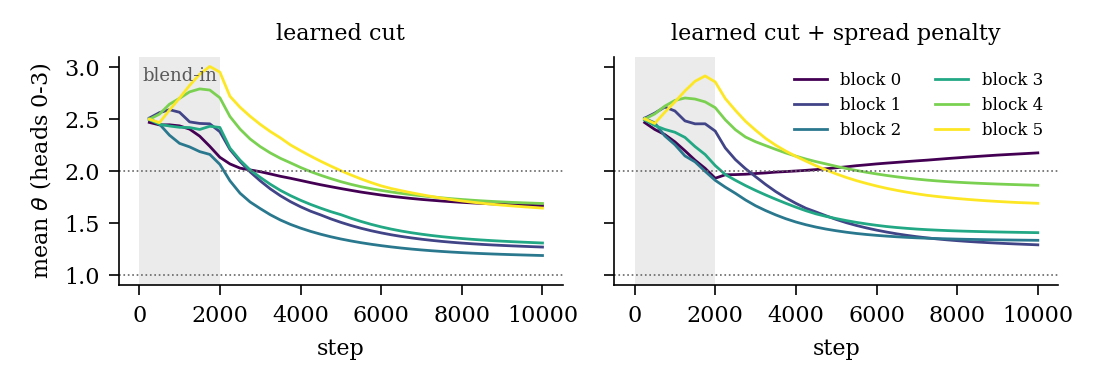 learned cut
learned cut + spread penalty
mean θ (heads 0-3)
3.0
2.5
2.0
1.5
1.0
blend-in
block 0
block 1
block 2
block 3
block 4
block 5
0 2000 4000 6000 8000 10000
0 2000 4000 6000 8000 10000
step
step